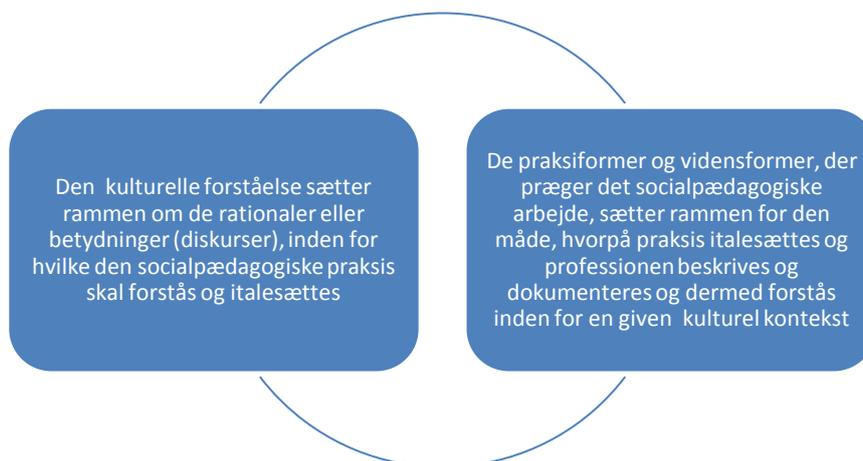 Den kulturelle forståelse sætter
rammen om de rationaler eller
betydninger (diskurser), inden for
hvilke den socialpædagogiske praksis
skal forstås og italesættes
De praksiformer og vidensformer, der
præger det socialpædagogiske
arbejde, sætter rammen for den
måde, hvorpå praksis italesættes og
professionen beskrives og
dokumenteres og dermed forstås
inden for en given kulturel kontekst